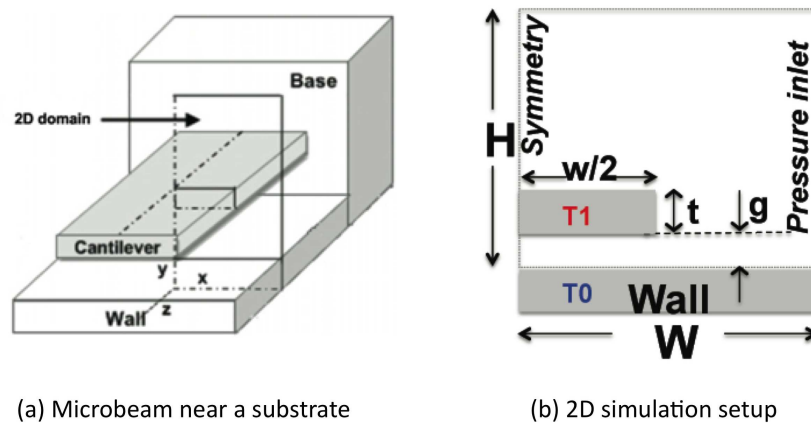 Base
2D domain
Cantilever
y
x
Wall
z
(a) Microbeam near a substrate
Symmetry
Pressure inlet
H
w/2
t
g
T1
T0
Wall
W
(b) 2D simulation setup